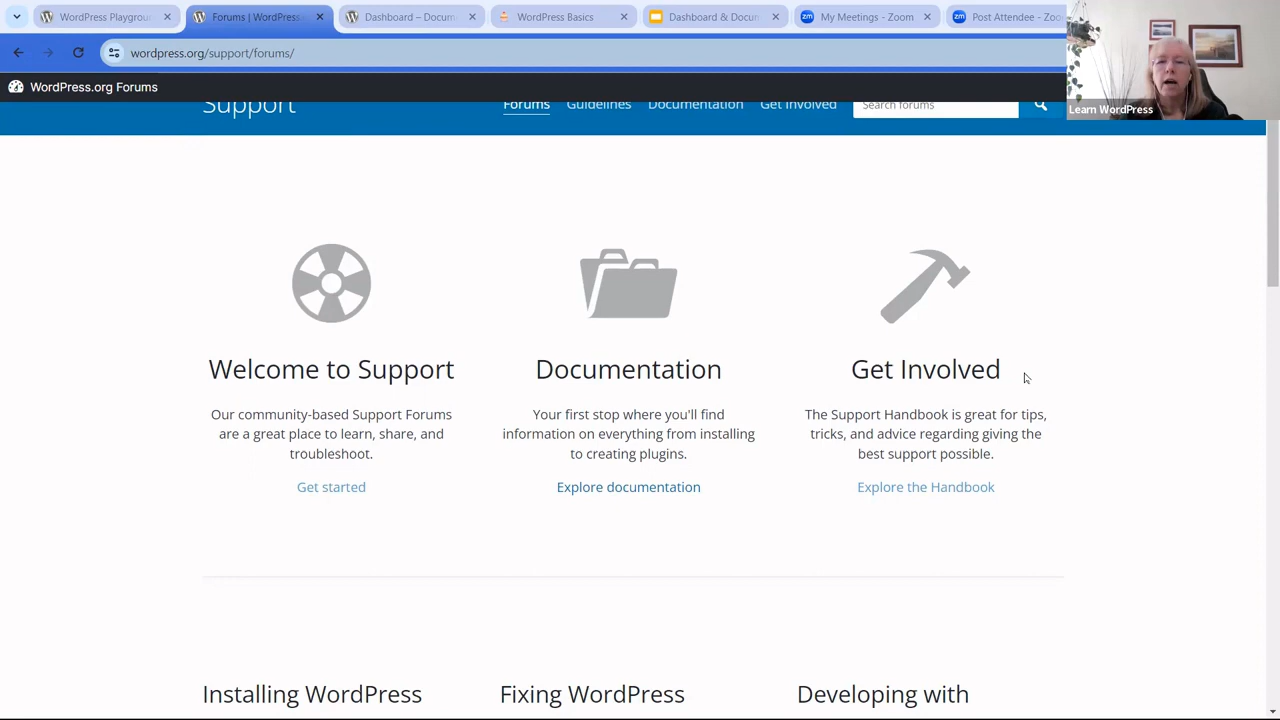 WordPress Playgrou
Forums | WordPress
Dashboard – Docum
WordPress Basics
Dashboard & Docum
My Meetings - Zoom
Post Attendee - Zoo
wordpress.org/support/forums/
WordPress.org Forums
Learn WordPress
Support
Forums
Guidelines
Documentation
Get Involved
Search forums
Welcome to Support
Our community-based Support Forums
are a great place to learn, share, and
troubleshoot.
Get started
Documentation
Your first stop where you'll find
information on everything from installing
to creating plugins.
Explore documentation
Get Involved
The Support Handbook is great for tips,
tricks, and advice regarding giving the
best support possible.
Explore the Handbook
Installing WordPress
Fixing WordPress
Developing with